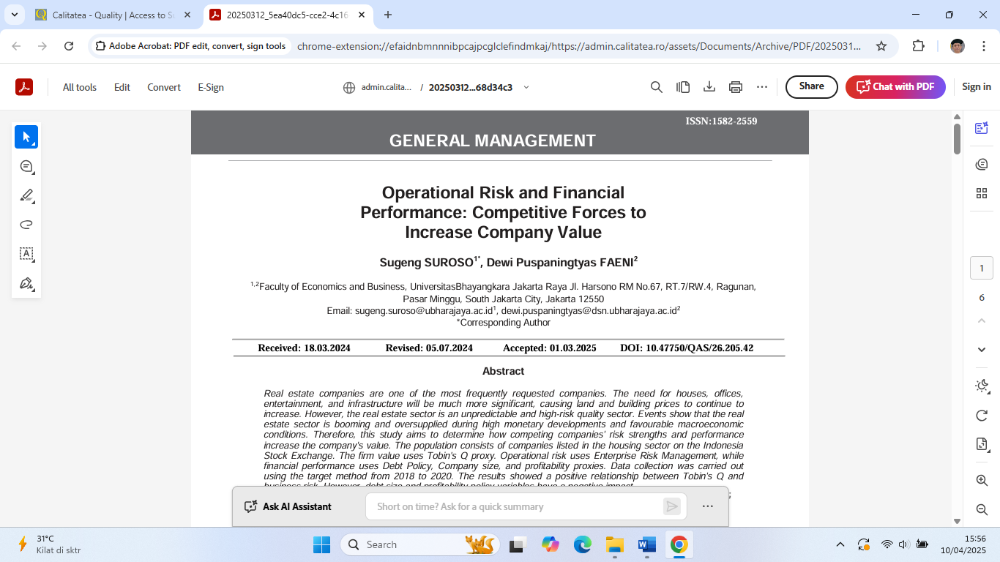 Calitatea - Quality | Access to Su
20250312_5ea40dc5-cce2-4c16
Adobe Acrobat: PDF edit, convert, sign tools
chrome-extension://efaidnbmnnnibpcajpcglclefindmkaj/https://admin.calitatea.ro/assets/Documents/Archive/PDF/2025031...
All tools
Edit
Convert
E-Sign
admin.calita... / 20250312...68d34c3
Share
Chat with PDF
Sign in
ISSN:1582-2559
GENERAL MANAGEMENT
Operational Risk and Financial
Performance: Competitive Forces to
Increase Company Value
Sugeng SUROSO1*, Dewi Puspaningtyas FAENI2
1,2Faculty of Economics and Business, UniversitasBhayangkara Jakarta Raya Jl. Harsono RM No.67, RT.7/RW.4, Ragunan,
Pasar Minggu, South Jakarta City, Jakarta 12550
Email: sugeng.suroso@ubharajaya.ac.id1, dewi.puspaningtyas@dsn.ubharajaya.ac.id2
*Corresponding Author
Received: 18.03.2024 Revised: 05.07.2024 Accepted: 01.03.2025 DOI: 10.47750/QAS/26.205.42
Abstract
Real estate companies are one of the most frequently requested companies. The need for houses, offices,
entertainment, and infrastructure will be much more significant, causing land and building prices to continue to
increase. However, the real estate sector is an unpredictable and high-risk quality sector. Events show that the real
estate sector is booming and oversupplied during high monetary developments and favourable macroeconomic
conditions. Therefore, this study aims to determine how competing companies' risk strengths and performance
increase the company's value. The population consists of companies listed in the housing sector on the Indonesia
Stock Exchange. The firm value uses Tobin's Q proxy. Operational risk uses Enterprise Risk Management, while
financial performance uses Debt Policy, Company size, and profitability proxies. Data collection was carried out
using the target method from 2018 to 2020. The results showed a positive relationship between Tobin's Q and
business risk. However, debt size and profitability policy variables have a negative impact.
;
1
6
Ask AI Assistant
Short on time? Ask for a quick summary
31°C
Kilat di sktr
Search
15:56
10/04/2025